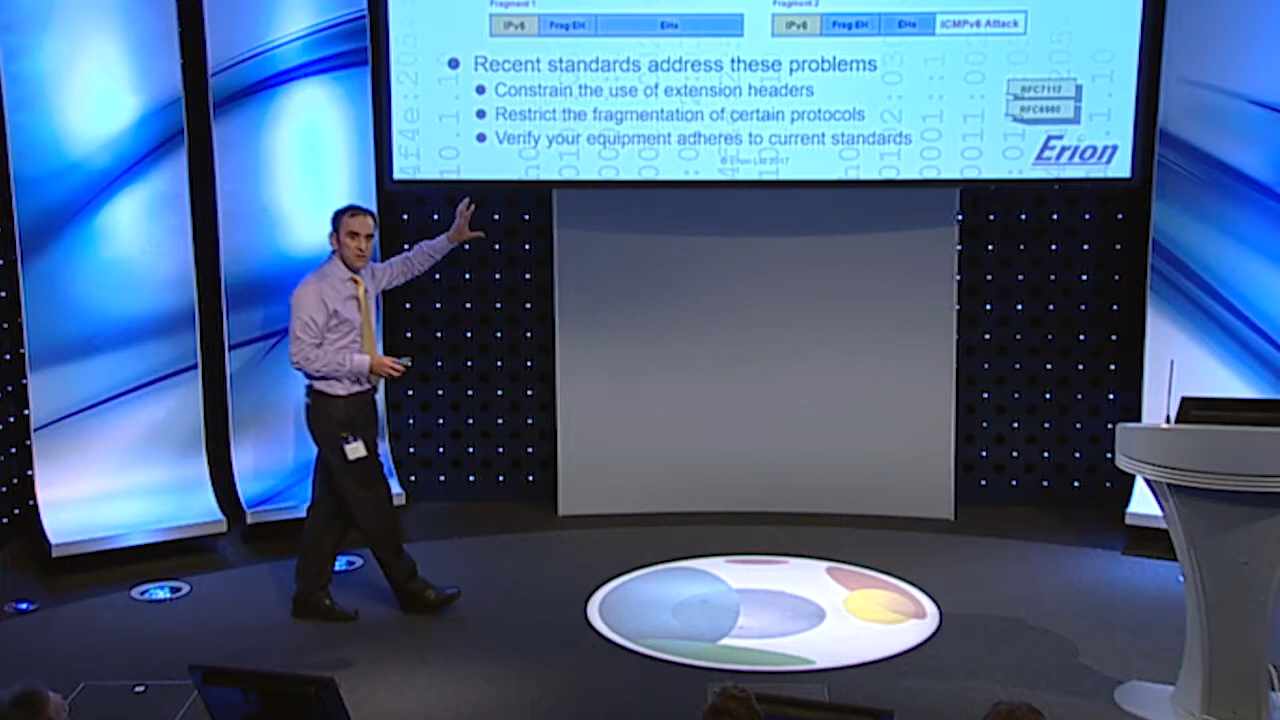 Fragment 1
Fragment 2
IPv6 Frag EH EHs
IPv6 Frag EH EHs ICMPv6 Attack
Recent standards address these problems
Constrain the use of extension headers
Restrict the fragmentation of certain protocols
Verify your equipment adheres to current standards
RFC7112
RFC6980
© Erion Ltd 2017
Erion